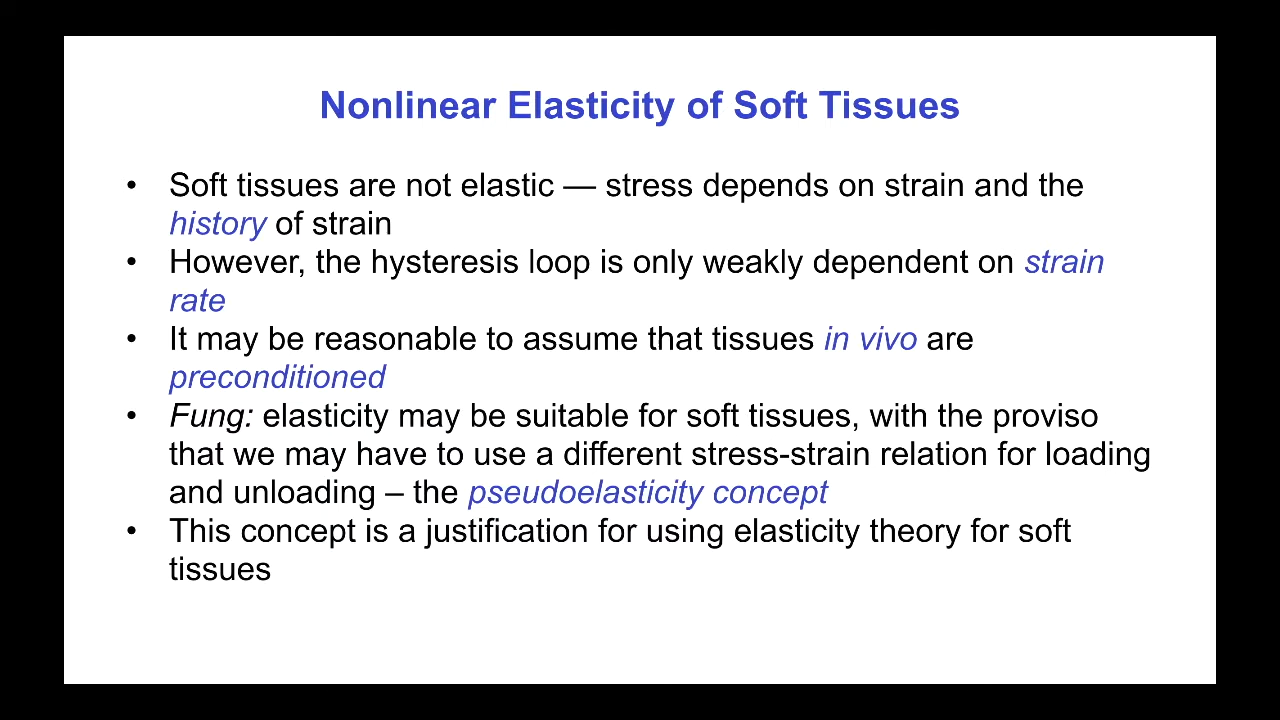 Nonlinear Elasticity of Soft Tissues
• Soft tissues are not elastic — stress depends on strain and the
history of strain
• However, the hysteresis loop is only weakly dependent on strain
rate
• It may be reasonable to assume that tissues in vivo are
preconditioned
• Fung: elasticity may be suitable for soft tissues, with the proviso
that we may have to use a different stress-strain relation for loading
and unloading – the pseudoelasticity concept
• This concept is a justification for using elasticity theory for soft
tissues